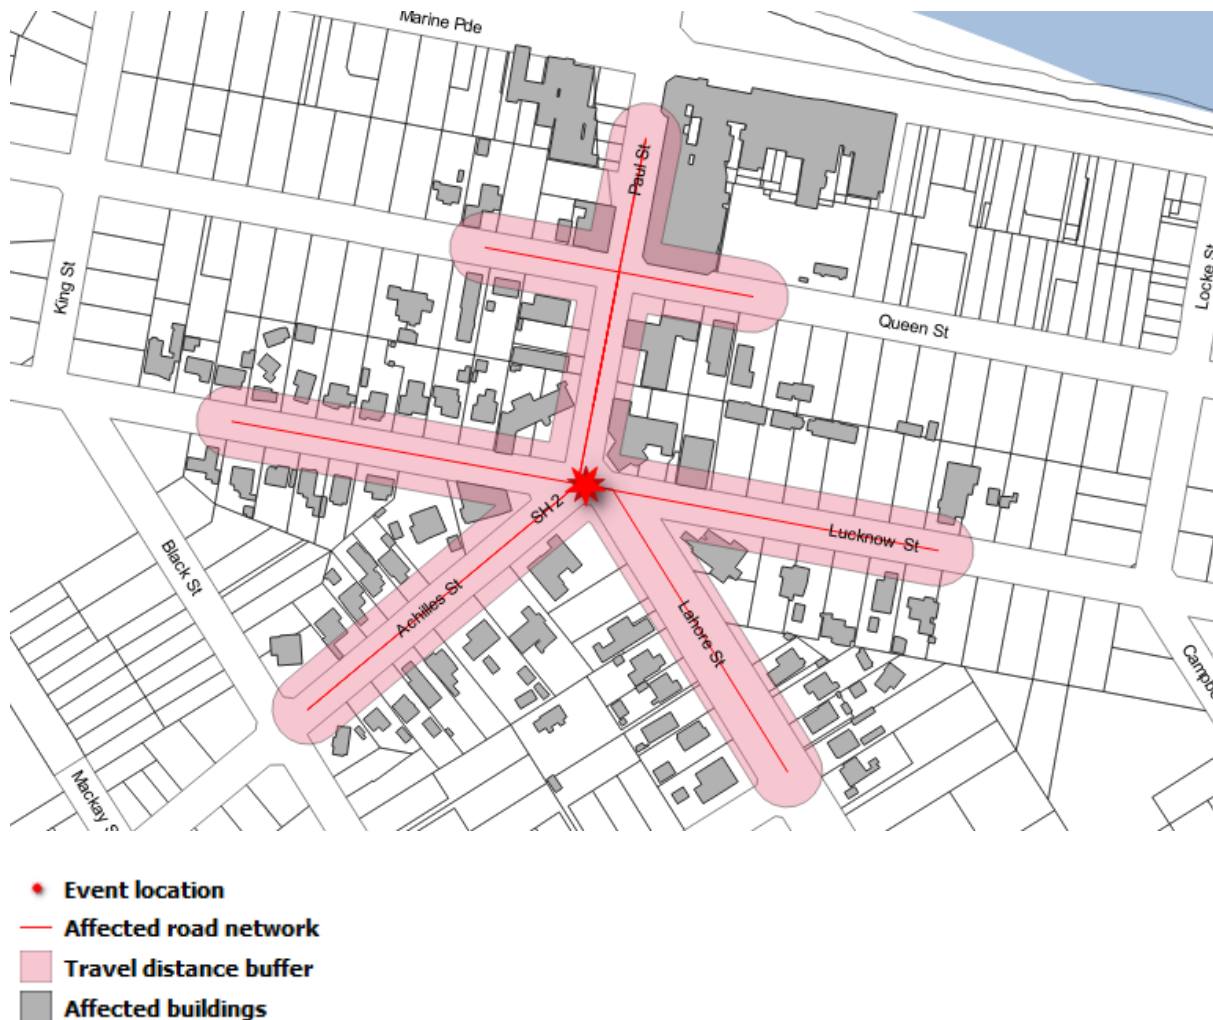 Marine Pde
Paul St
King St
Locke St
Queen St
SH 2
Lucknow St
Black St
Achilles St
Lahore St
Campb
Mackay S
Event location
Affected road network
Travel distance buffer
Affected buildings